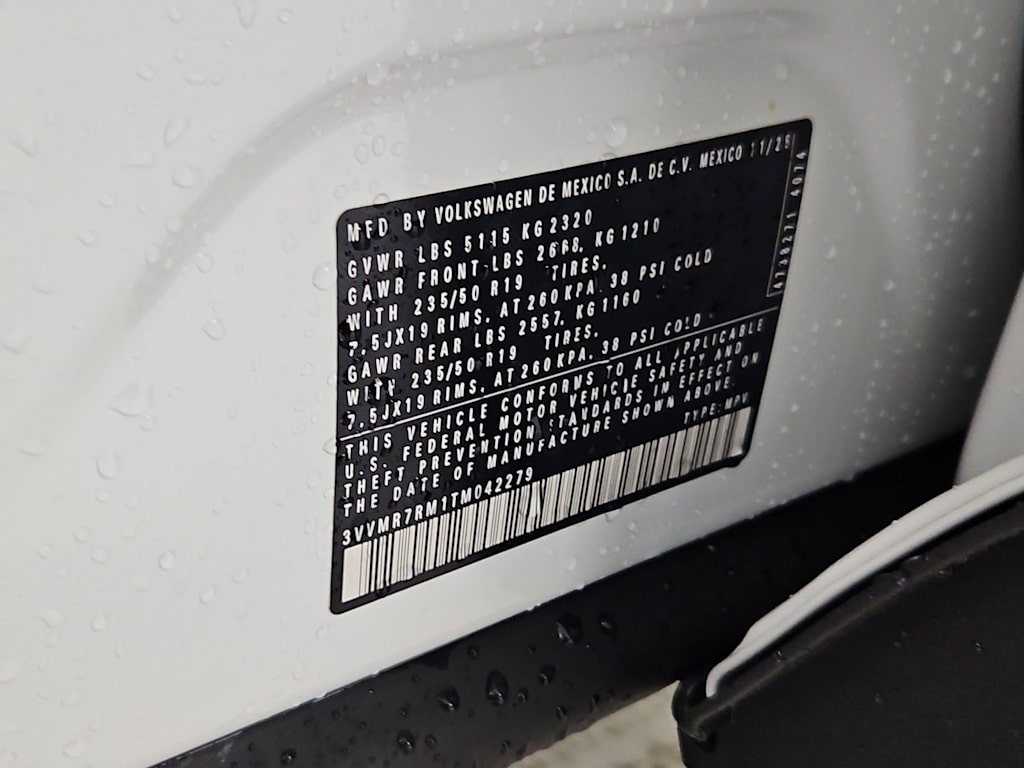 MFD BY VOLKSWAGEN DE MEXICO S.A. DE C.V. MEXICO 11/25
GVWR LBS 5115 KG 2320
GAWR FRONT LBS 2668, KG 1210
WITH 235/50 R19 TIRES,
7.5JX19 RIMS, AT 260 KPA, 38 PSI COLD
GAWR REAR LBS 2557, KG 1160
WITH 235/50 R19 TIRES,
7.5JX19 RIMS, AT 260 KPA, 38 PSI COLD
THIS VEHICLE CONFORMS TO ALL APPLICABLE
U.S. FEDERAL MOTOR VEHICLE SAFETY AND
THEFT PREVENTION STANDARDS IN EFFECT ON
THE DATE OF MANUFACTURE SHOWN ABOVE.
3VVMR7RM1TM042279 TYPE: MPV